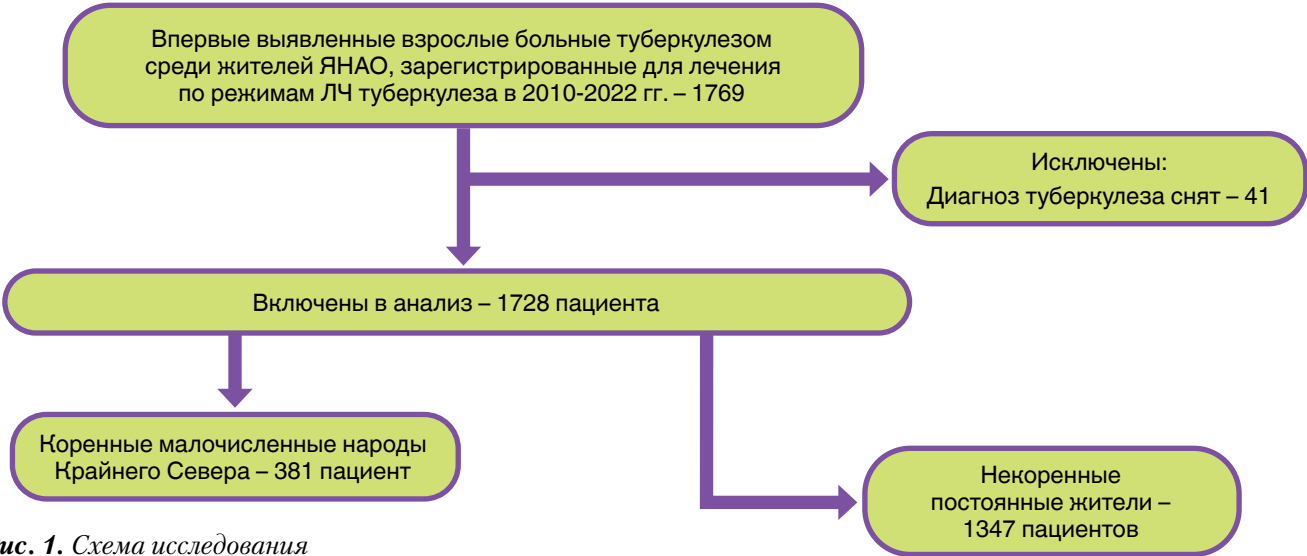 Впервые выявленные взрослые больные туберкулезом
среди жителей ЯНАО, зарегистрированные для лечения
по режимам ЛЧ туберкулеза в 2010-2022 гг. – 1769
Исключены:
Диагноз туберкулеза снят – 41
Включены в анализ – 1728 пациента
Коренные малочисленные народы
Крайнего Севера – 381 пациент
Некоренные
постоянные жители –
1347 пациентов
ис. 1. Схема исследования